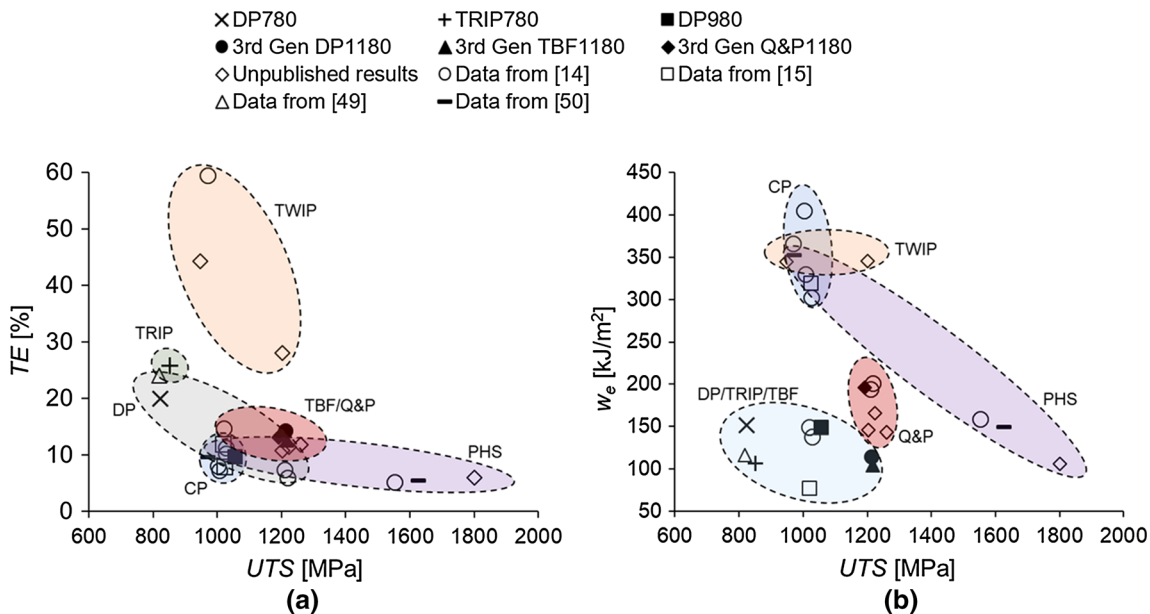 DP780 TRIP780 DP980
3rd Gen DP1180 3rd Gen TBF1180 3rd Gen Q&P1180
Unpublished results Data from [14] Data from [15]
Data from [49] Data from [50]
60
50
40
30
20
10
0
TE [%]
TWIP
TRIP
DP
TBF/Q&P
PHS
CP
600 800 1000 1200 1400 1600 1800 2000
UTS [MPa]
(a)
450
400
350
300
250
200
150
100
50
we [kJ/m²]
CP
TWIP
DP/TRIP/TBF
PHS
Q&P
600 800 1000 1200 1400 1600 1800 2000
UTS [MPa]
(b)